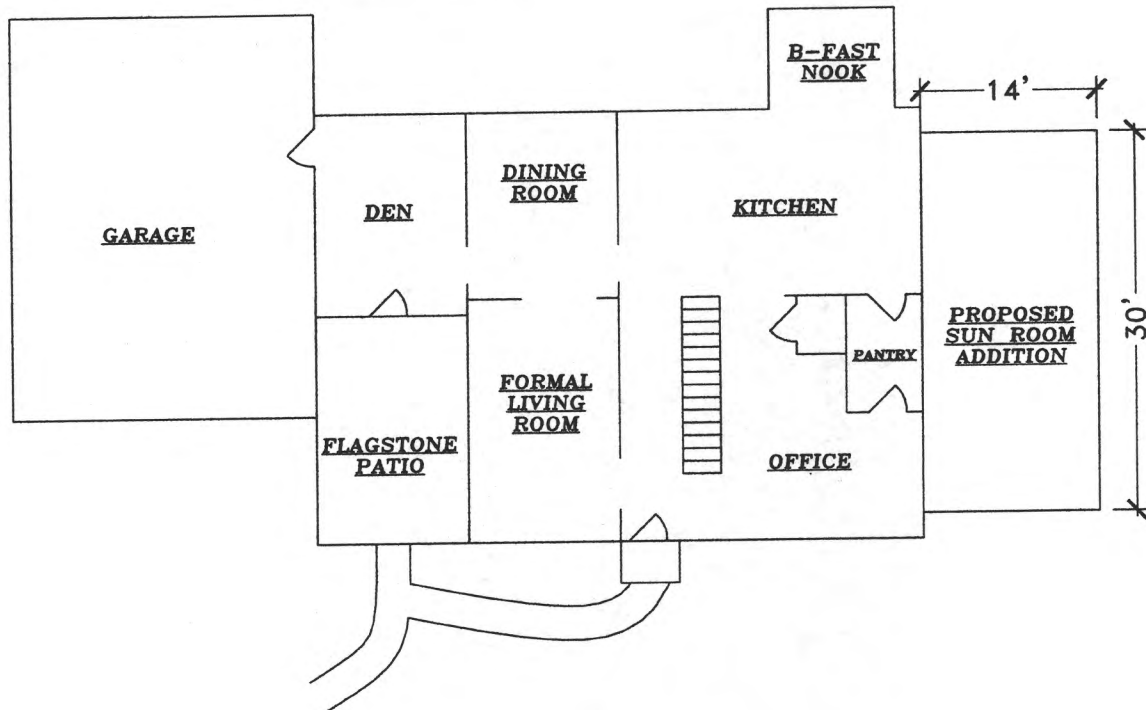 B-FAST
NOOK
14'
DINING
ROOM
DEN
KITCHEN
GARAGE
PROPOSED
SUN ROOM
ADDITION
30'
PANTRY
FORMAL
LIVING
ROOM
FLAGSTONE
PATIO
OFFICE